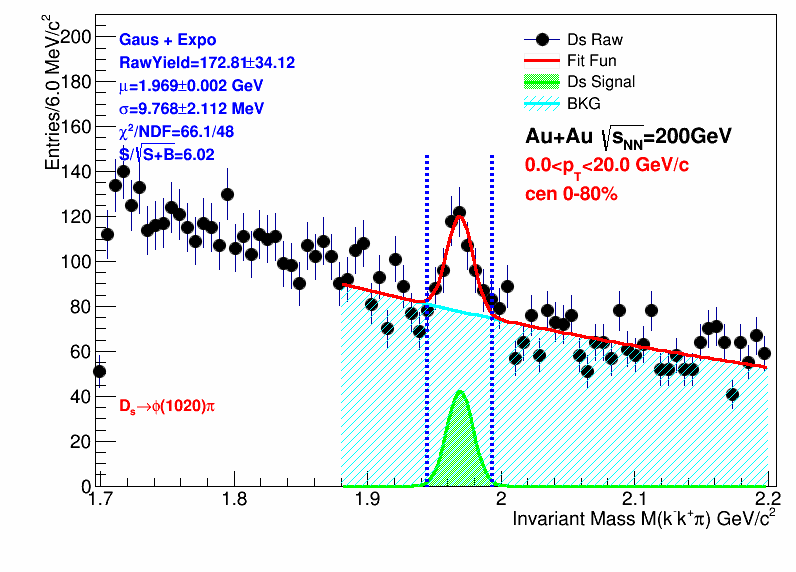 Entries/6.0 MeV/c²
200
180
160
140
120
100
80
60
40
20
0
Gaus + Expo
RawYield=172.81±34.12
μ=1.969±0.002 GeV
σ=9.768±2.112 MeV
χ²/NDF=66.1/48
S/√S+B=6.02
Ds Raw
Fit Fun
Ds Signal
BKG
Au+Au √s_NN=200GeV
0.0<p_T<20.0 GeV/c
cen 0-80%
D_s→ϕ(1020)π
1.7
1.8
1.9
2
2.1
2.2
Invariant Mass M(k⁻k⁺π) GeV/c²